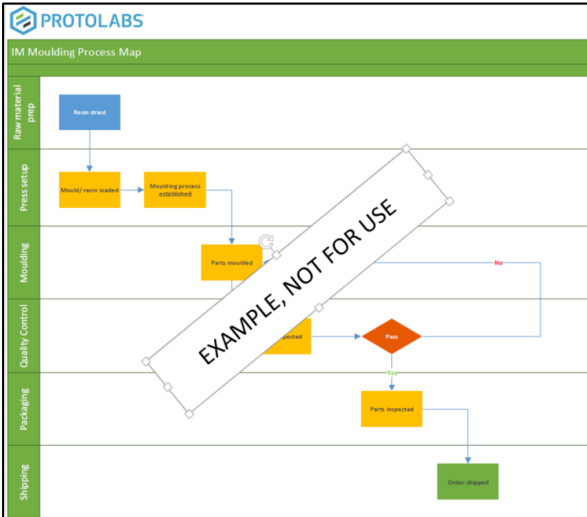 PROTOLABS
IM Moulding Process Map
Raw material
prep
Resin dried
Press setup
Mould/ resin loaded
Moulding process
established
Moulding
Parts moulded
No
EXAMPLE, NOT FOR USE
Quality Control
Pass
Yes
Packaging
Parts inspected
Shipping
Order shipped